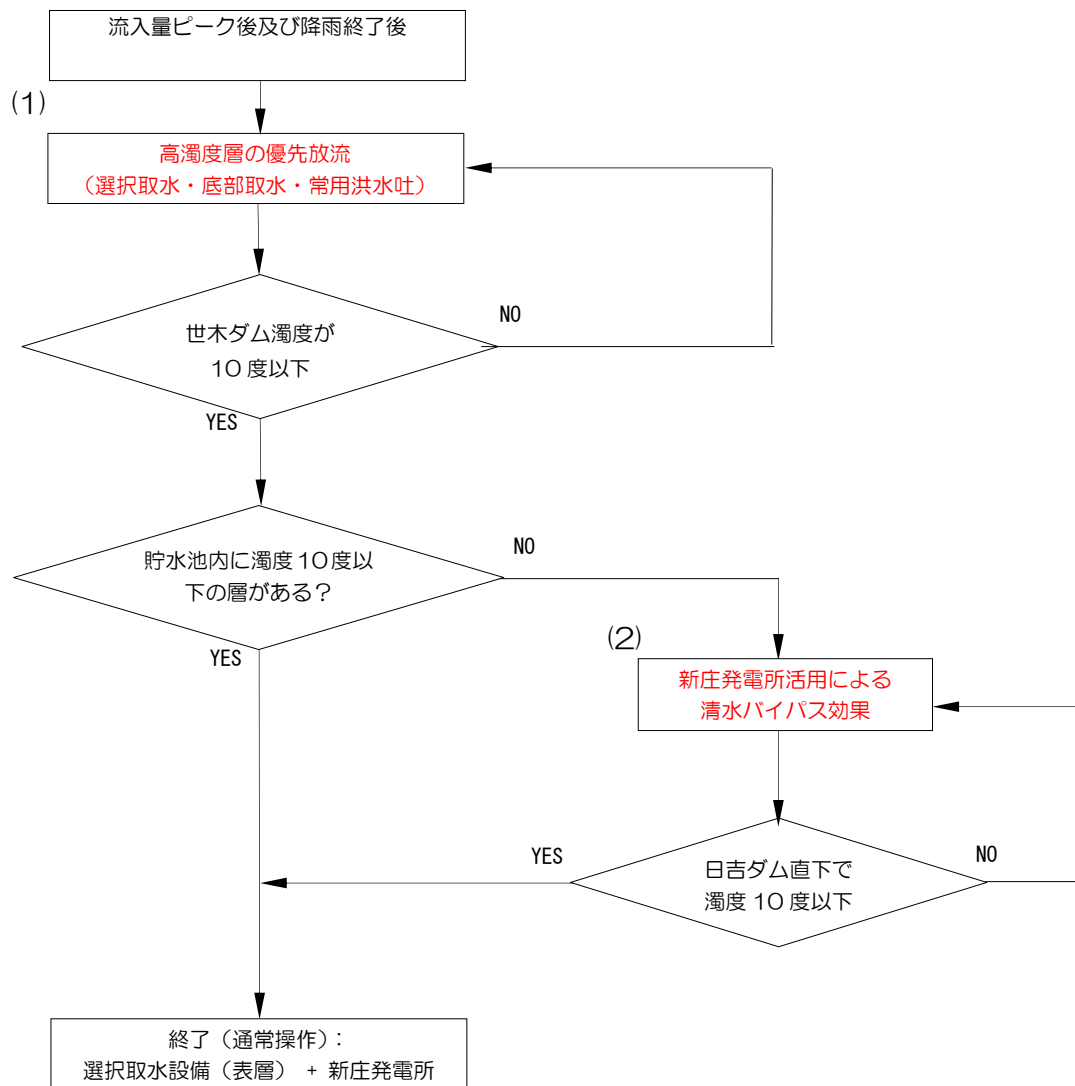 流入量ピーク後及び降雨終了後
(1)
高濁度層の優先放流
(選択取水・底部取水・常用洪水吐)
世木ダム濁度が
10 度以下
NO
YES
貯水池内に濁度 10 度以
下の層がある？
NO
YES
(2)
新庄発電所活用による
清水バイパス効果
日吉ダム直下で
濁度 10 度以下
YES
NO
終了（通常操作）：
選択取水設備（表層） + 新庄発電所